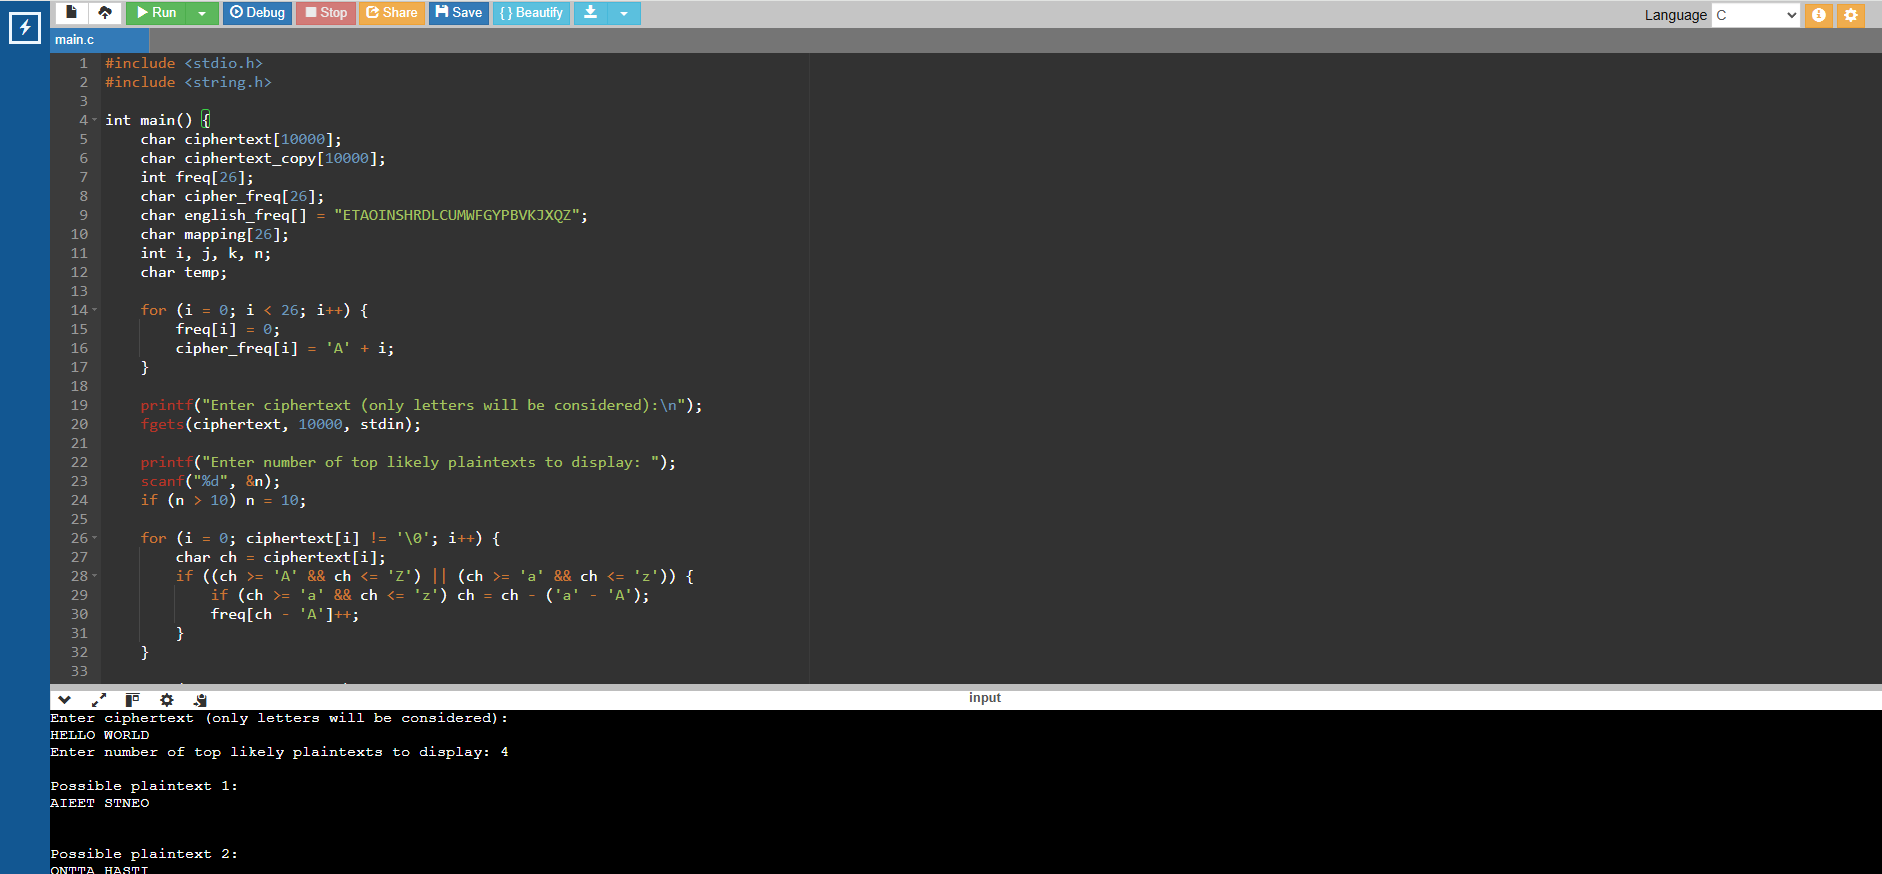 Run Debug Stop Share Save { } Beautify Language C
main.c
1 #include <stdio.h>
2 #include <string.h>
3
4 int main() {
5 char ciphertext[10000];
6 char ciphertext_copy[10000];
7 int freq[26];
8 char cipher_freq[26];
9 char english_freq[] = "ETAOINSHRDLCUMWFGYPBVKJXQZ";
10 char mapping[26];
11 int i, j, k, n;
12 char temp;
13
14 for (i = 0; i < 26; i++) {
15 freq[i] = 0;
16 cipher_freq[i] = 'A' + i;
17 }
18
19 printf("Enter ciphertext (only letters will be considered):\n");
20 fgets(ciphertext, 10000, stdin);
21
22 printf("Enter number of top likely plaintexts to display: ");
23 scanf("%d", &n);
24 if (n > 10) n = 10;
25
26 for (i = 0; ciphertext[i] != '\0'; i++) {
27 char ch = ciphertext[i];
28 if ((ch >= 'A' && ch <= 'Z') || (ch >= 'a' && ch <= 'z')) {
29 if (ch >= 'a' && ch <= 'z') ch = ch - ('a' - 'A');
30 freq[ch - 'A']++;
31 }
32 }
33
input
Enter ciphertext (only letters will be considered):
HELLO WORLD
Enter number of top likely plaintexts to display: 4
Possible plaintext 1:
AIEET STNEO
Possible plaintext 2:
ONTTA HASTI